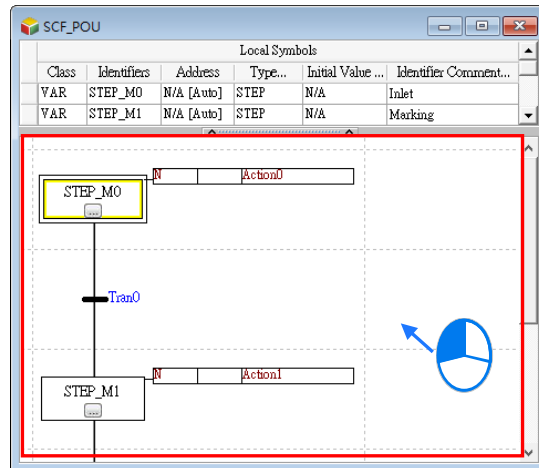 SCF_POU
Local Symbols
Class Identifiers Address Type... Initial Value ... Identifier Comment...
VAR STEP_M0 N/A [Auto] STEP N/A Inlet
VAR STEP_M1 N/A [Auto] STEP N/A Marking
N Action0
STEP_M0
...
Tran0
N Action1
STEP_M1
...